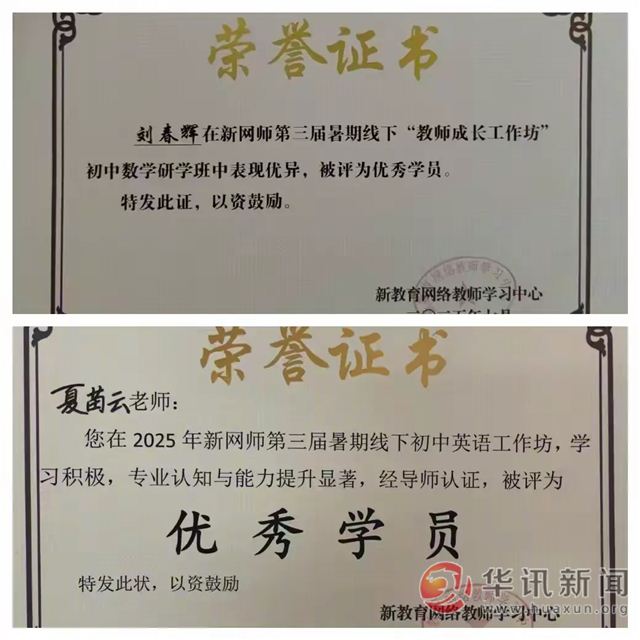 荣誉证书
刘春辉在新网师第三届暑期线下“教师成长工作坊”
初中数学研学班中表现优异，被评为优秀学员。
特发此证，以资鼓励。
新教育网络教师学习中心
荣誉证书
夏苗云老师：
您在 2025 年新网师第三届暑期线下初中英语工作坊，学
习积极，专业认知与能力提升显著，经导师认证，被评为
优秀学员
特发此状，以资鼓励
新教育网络教师学习中心
华讯新闻
www.huaxun.org